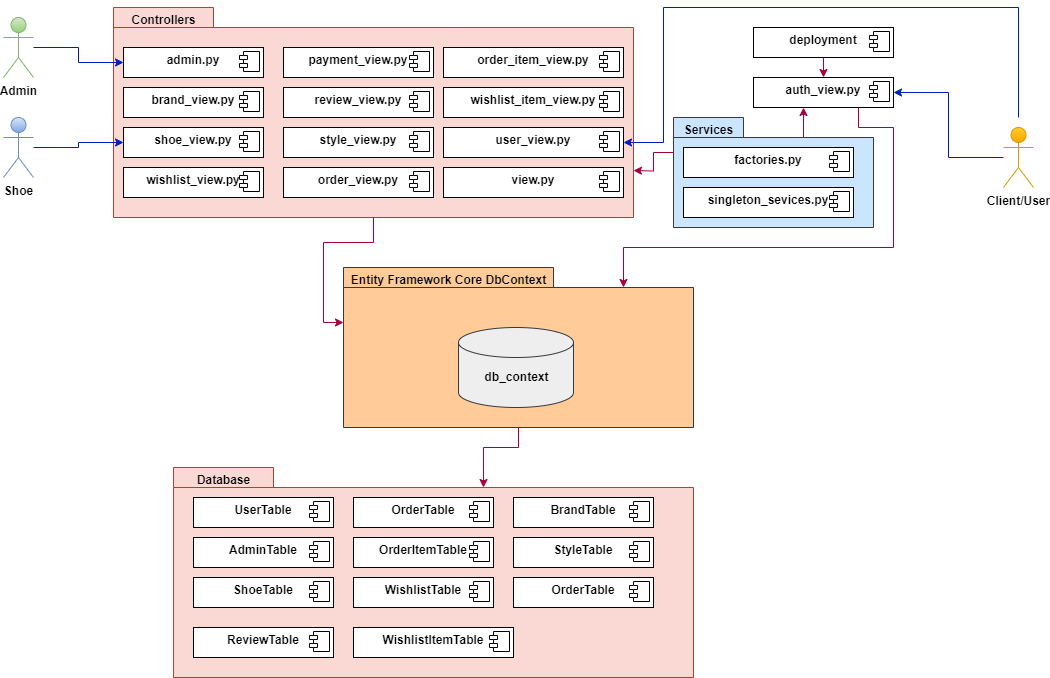 Admin
Shoe
Controllers
admin.py
payment_view.py
order_item_view.py
brand_view.py
review_view.py
wishlist_item_view.py
shoe_view.py
style_view.py
user_view.py
wishlist_view.py
order_view.py
view.py
deployment
auth_view.py
Services
factories.py
singleton_sevices.py
Client/User
Entity Framework Core DbContext
db_context
Database
UserTable
OrderTable
BrandTable
AdminTable
OrderItemTable
StyleTable
ShoeTable
WishlistTable
OrderTable
ReviewTable
WishlistItemTable